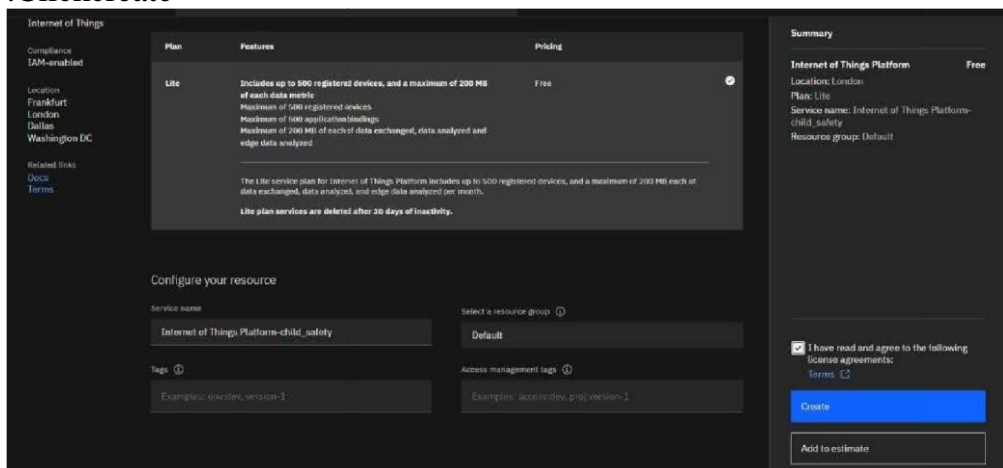 .Clickcreate
Internet of Things
Compliance
IAM-enabled
Location
Frankfurt
London
Dallas
Washington DC
Related links
Docs
Terms
Plan Features Pricing
Lite Includes up to 500 registered devices, and a maximum of 200 MB Free
of each data metric
Maximum of 500 registered devices
Maximum of 500 application bindings
Maximum of 200 MB of each of data exchanged, data analyzed and
edge data analyzed
The Lite service plan for Internet of Things Platform includes up to 500 registered devices, and a maximum of 200 MB each of
data exchanged, data analyzed, and edge data analyzed per month.
Lite plan services are deleted after 30 days of inactivity.
Configure your resource
Service name
Internet of Things Platform-child_safety
Select a resource group
Default
Tags
Examples: env:dev, version-1
Access management tags
Examples: access:dev, proj:version-1
Summary
Internet of Things Platform Free
Location: London
Plan: Lite
Service name: Internet of Things Platform-
child_safety
Resource group: Default
I have read and agree to the following
license agreements:
Terms
Create
Add to estimate